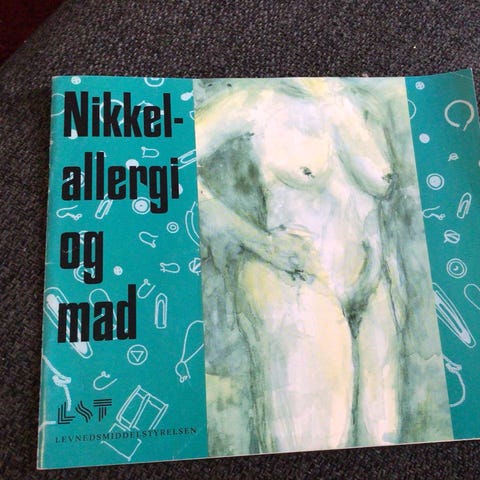 Nikkel-
allergi
og
mad
LST
LEVNEDSMIDDELSTYRELSEN